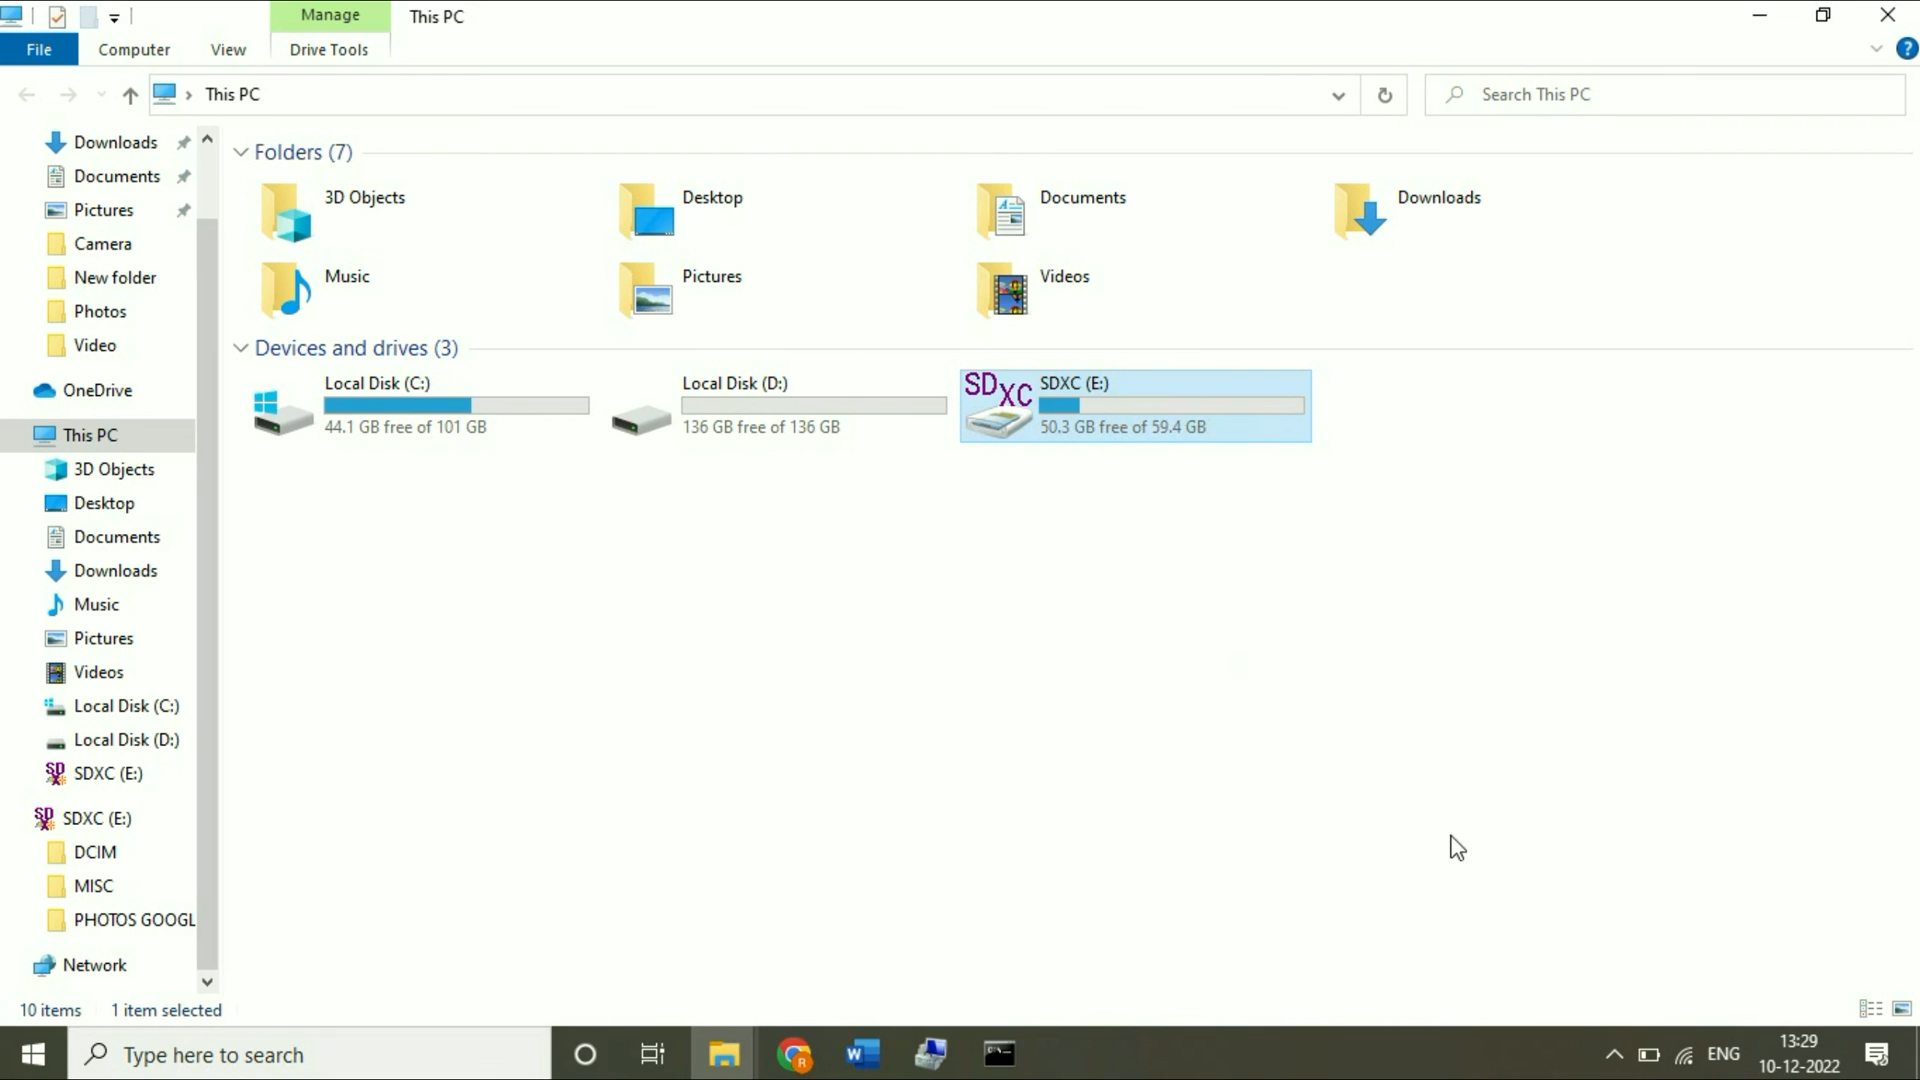 Manage
This PC
File
Computer
View
Drive Tools
This PC
Search This PC
Downloads
Documents
Pictures
Camera
New folder
Photos
Video
OneDrive
This PC
3D Objects
Desktop
Documents
Downloads
Music
Pictures
Videos
Local Disk (C:)
Local Disk (D:)
SDXC (E:)
SDXC (E:)
DCIM
MISC
PHOTOS GOOGL
Network
Folders (7)
3D Objects
Desktop
Documents
Downloads
Music
Pictures
Videos
Devices and drives (3)
Local Disk (C:)
44.1 GB free of 101 GB
Local Disk (D:)
136 GB free of 136 GB
SDXC
SDXC (E:)
50.3 GB free of 59.4 GB
10 items
1 item selected
Type here to search
ENG
13:29
10-12-2022